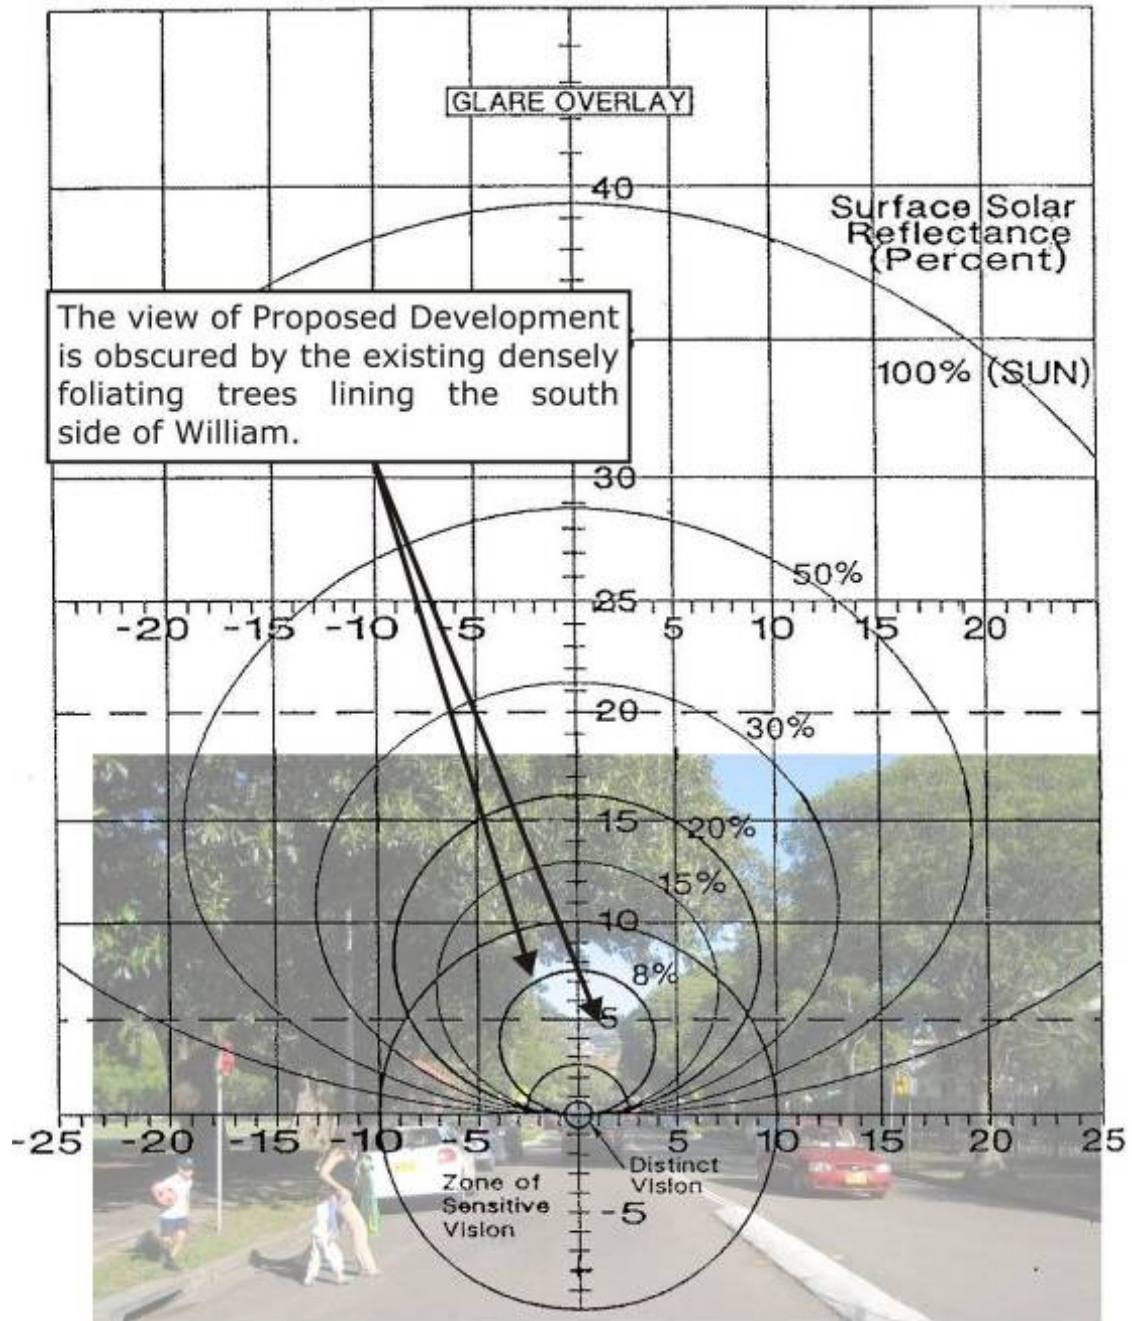 GLARE OVERLAY
40
Surface Solar
Reflectance
(Percent)
The view of Proposed Development
is obscured by the existing densely
foliating trees lining the south
side of William.
100% (SUN)
30
50%
25
-20 -15 -10 -5 5 10 15 20
20
30%
15
20%
15%
10
8%
5
-25 -20 -15 -10 -5 5 10 15 20 25
Distinct
Vision
Zone of
Sensitive
Vision
-5